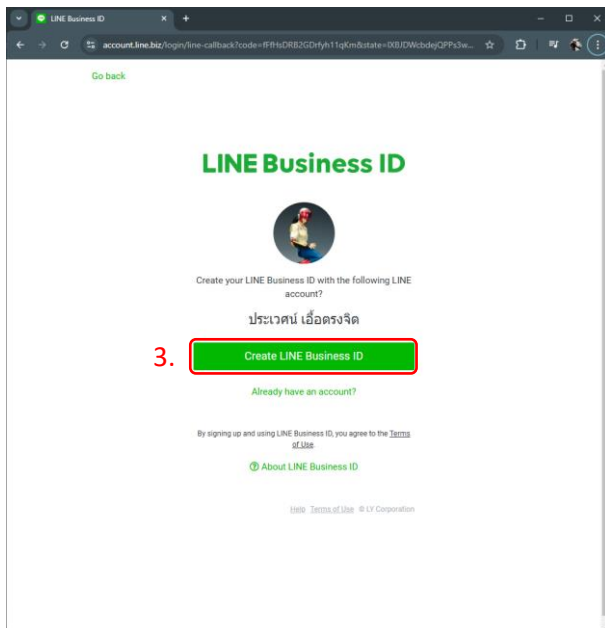 LINE Business ID
account.line.biz/login/line-callback?code=fFfHsDRB2GDrfyh11qKm&state=0XBJDWcbdejQPPs3w...
Go back
LINE Business ID
Create your LINE Business ID with the following LINE
account?
ประเวศน์ เอื้อตรงจิต
3.
Create LINE Business ID
Already have an account?
By signing up and using LINE Business ID, you agree to the Terms
of Use.
About LINE Business ID
Help Terms of Use © LY Corporation